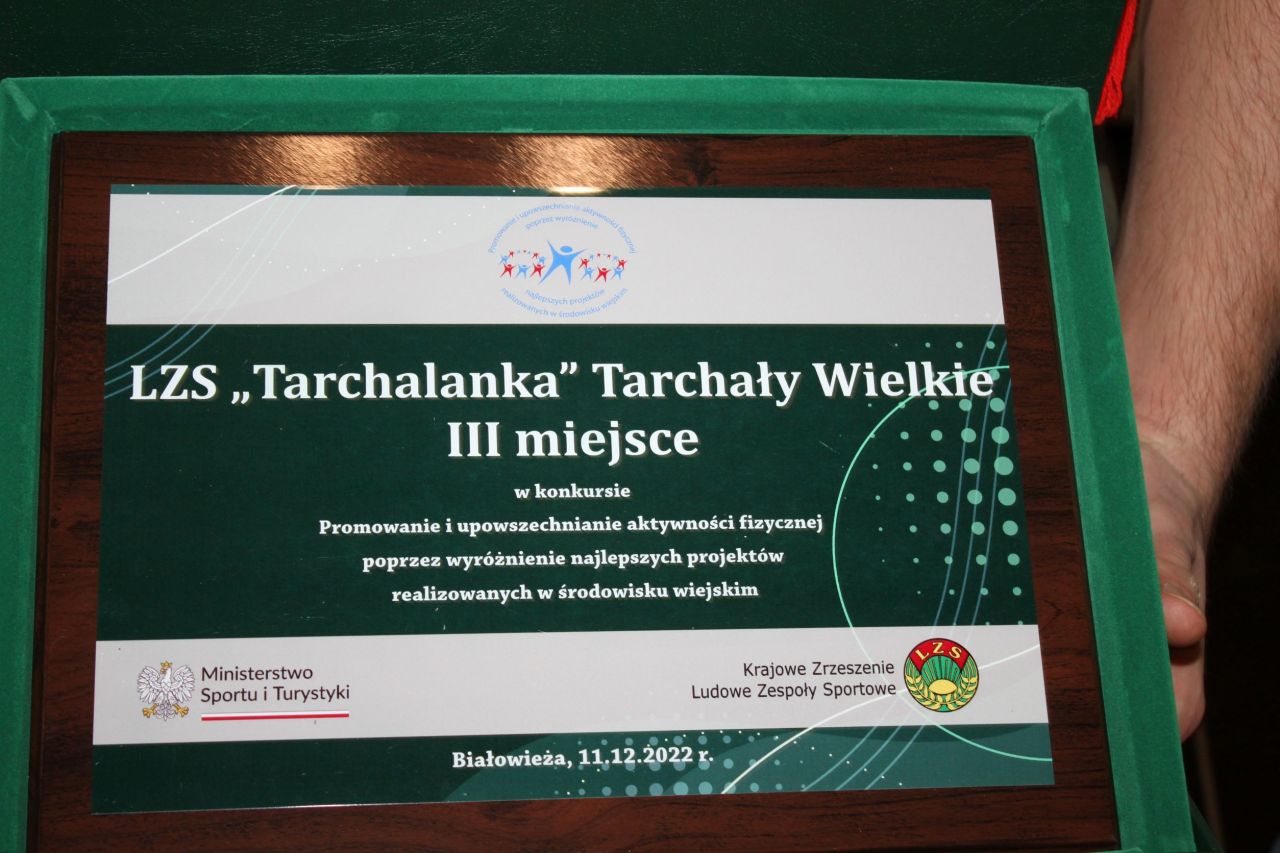 Promowanie i upowszechnianie aktywności fizycznej
poprzez wyróżnienie
najlepszych projektów
realizowanych w środowisku wiejskim
LZS „Tarchalanka” Tarchały Wielkie
III miejsce
w konkursie
Promowanie i upowszechnianie aktywności fizycznej
poprzez wyróżnienie najlepszych projektów
realizowanych w środowisku wiejskim
Ministerstwo
Sportu i Turystyki
Krajowe Zrzeszenie
Ludowe Zespoły Sportowe
LZS
Białowieża, 11.12.2022 r.